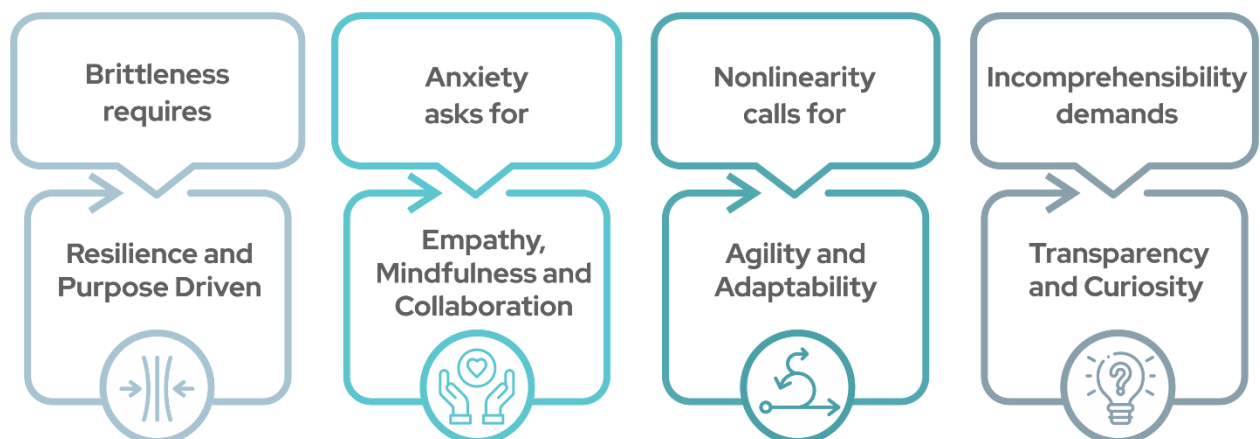 Brittleness
requires
Resilience and
Purpose Driven
Anxiety
asks for
Empathy,
Mindfulness and
Collaboration
Nonlinearity
calls for
Agility and
Adaptability
Incomprehensibility
demands
Transparency
and Curiosity
?